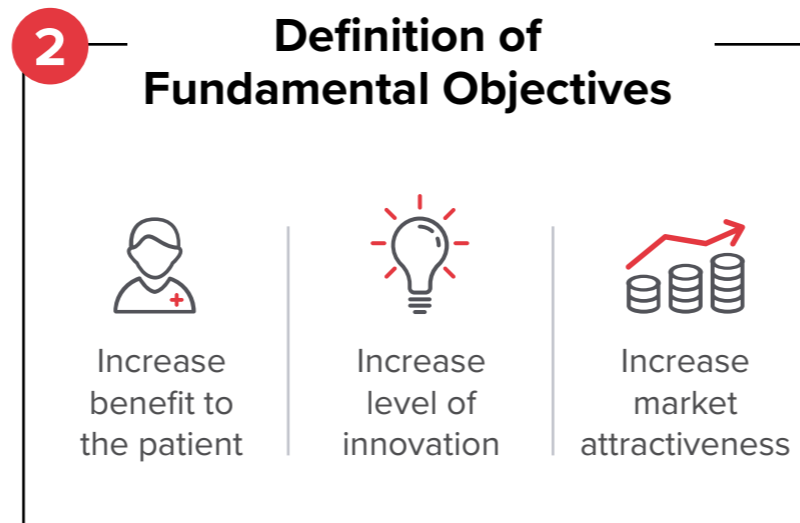 2
Definition of
Fundamental Objectives
Increase
benefit to
the patient
Increase
level of
innovation
Increase
market
attractiveness